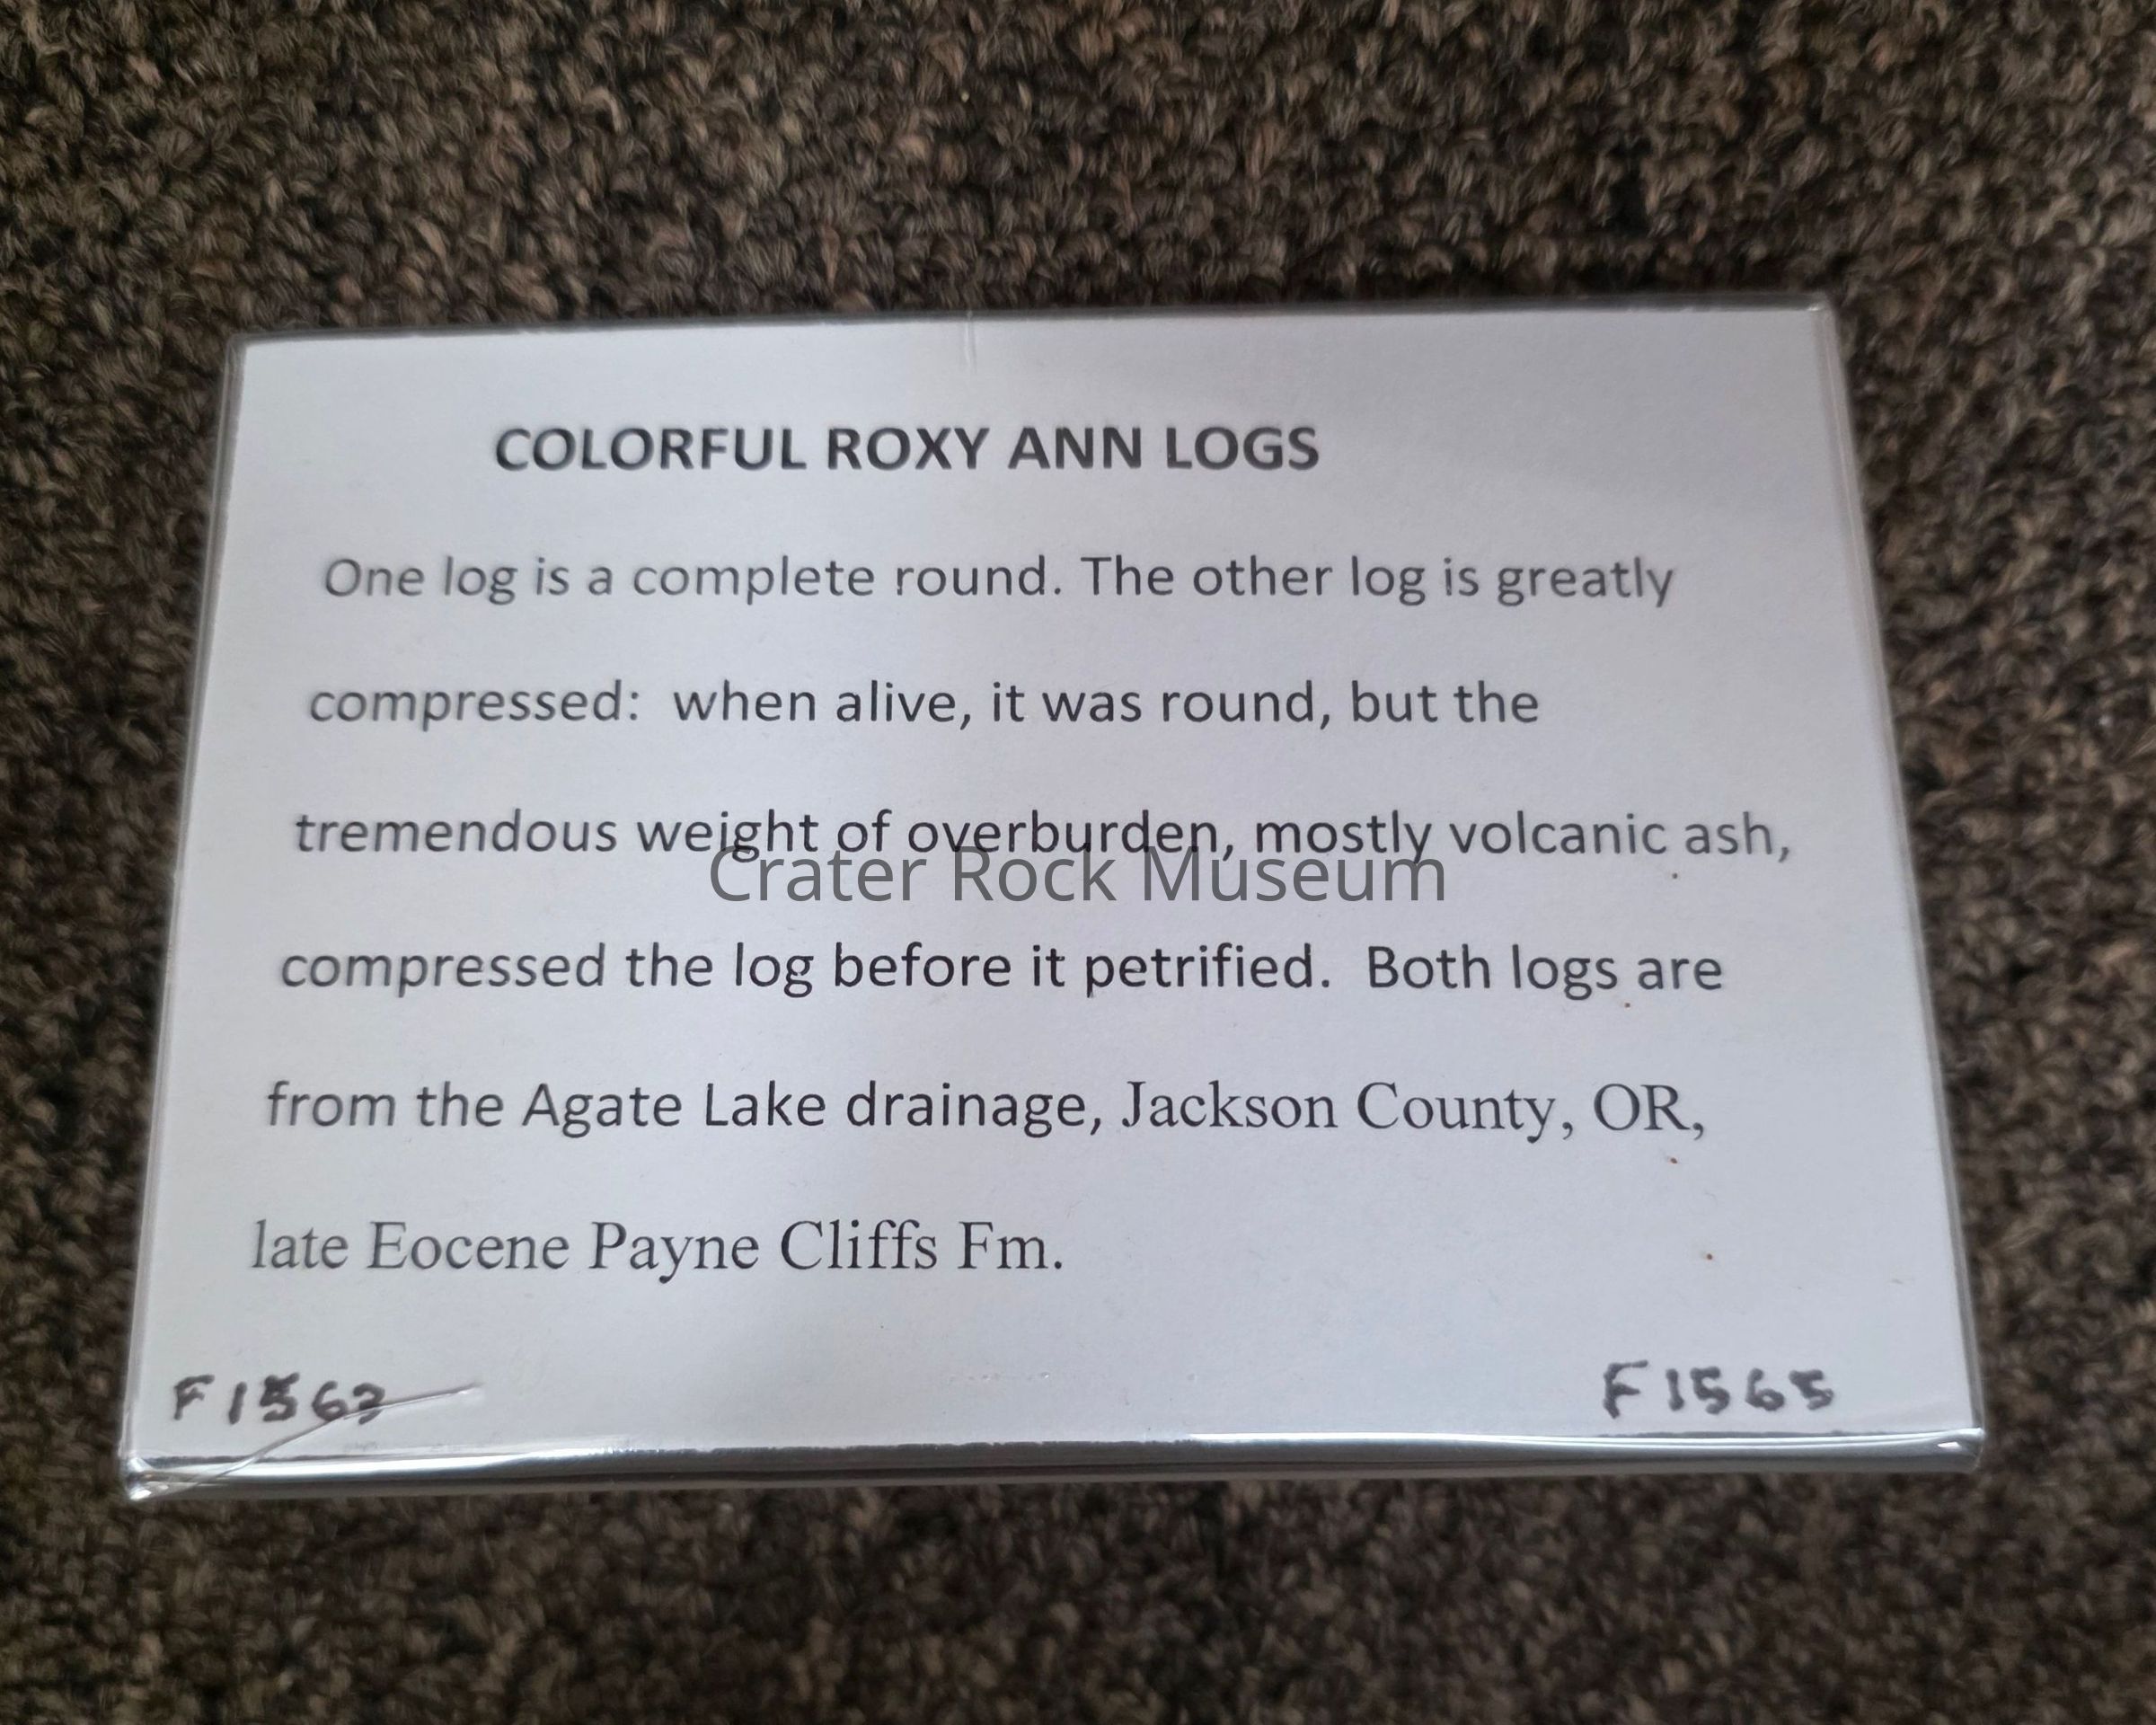 COLORFUL ROXY ANN LOGS
One log is a complete round. The other log is greatly
compressed: when alive, it was round, but the
tremendous weight of overburden, mostly volcanic ash,
Crater Rock Museum
compressed the log before it petrified. Both logs are
from the Agate Lake drainage, Jackson County, OR,
late Eocene Payne Cliffs Fm.
F1563 F1565